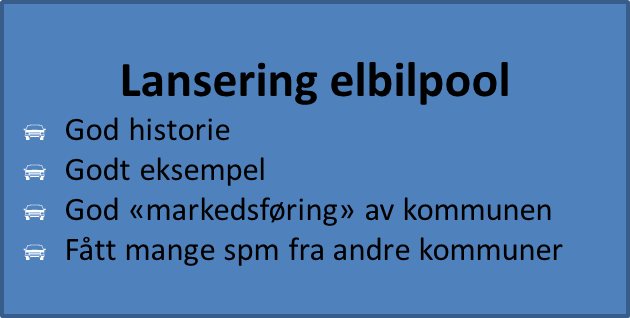 Lansering elbilpool
God historie
Godt eksempel
God «markedsføring» av kommunen
Fått mange spm fra andre kommuner